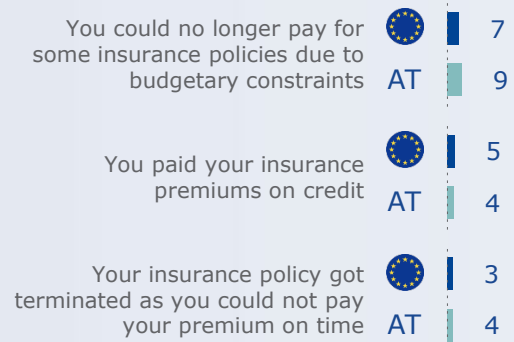 You could no longer pay for
some insurance policies due to
budgetary constraints
7
AT 9
You paid your insurance
premiums on credit
5
AT 4
Your insurance policy got
terminated as you could not pay
your premium on time
3
AT 4